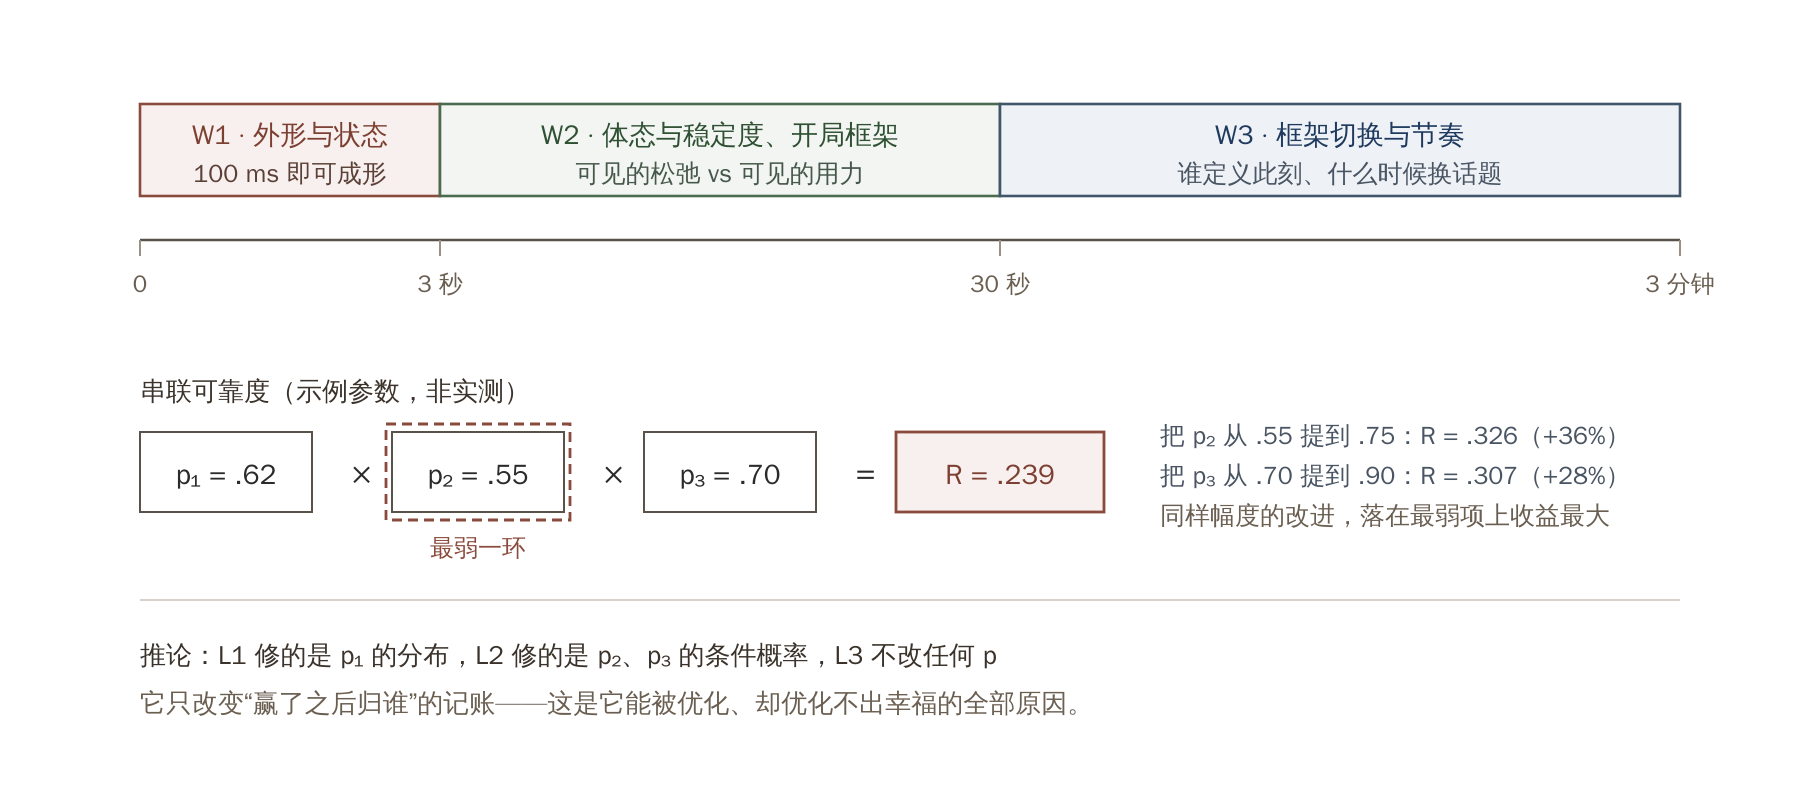 W1 · 外形与状态
100 ms 即可成形
W2 · 体态与稳定度、开局框架
可见的松弛 vs 可见的用力
W3 · 框架切换与节奏
谁定义此刻、什么时候换话题
0
3 秒
30 秒
3 分钟
串联可靠度（示例参数，非实测）
p₁ = .62 × p₂ = .55 × p₃ = .70 = R = .239
最弱一环
把 p₂ 从 .55 提到 .75：R = .326（+36%）
把 p₃ 从 .70 提到 .90：R = .307（+28%）
同样幅度的改进，落在最弱项上收益最大
推论：L1 修的是 p₁ 的分布，L2 修的是 p₂、p₃ 的条件概率，L3 不改任何 p
它只改变“赢了之后归谁”的记账——这是它能被优化、却优化不出幸福的全部原因。